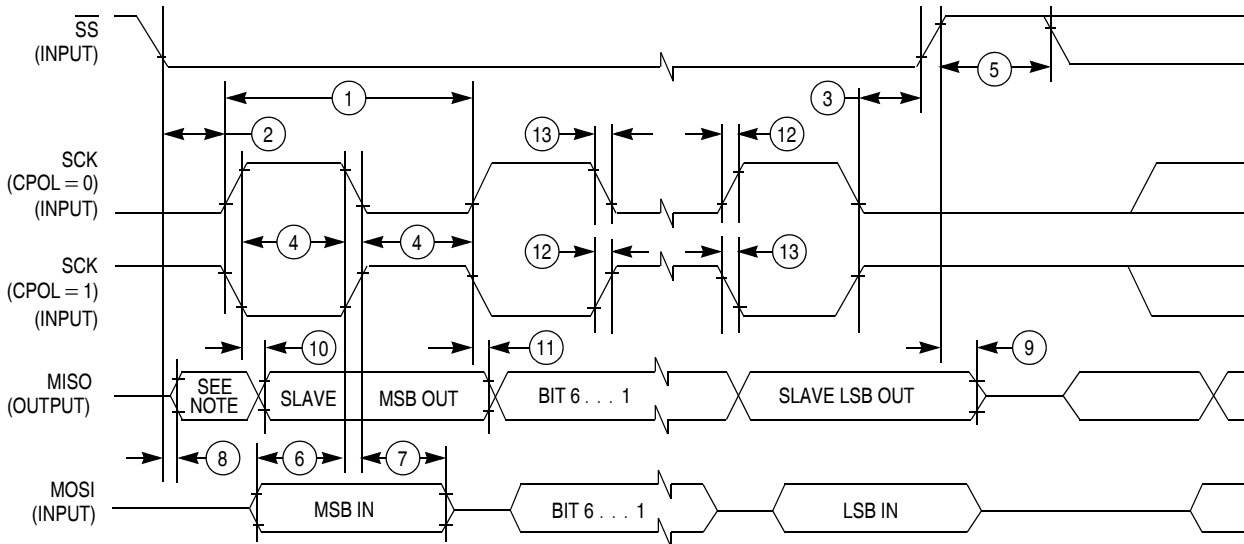 SS
(INPUT)
5
1
3
2
13
12
SCK
(CPOL = 0)
(INPUT)
4
4
SCK
(CPOL = 1)
(INPUT)
12
13
10
11
9
MISO
(OUTPUT)
SEE
NOTE
SLAVE
MSB OUT
BIT 6 . . . 1
SLAVE LSB OUT
8
6
7
MOSI
(INPUT)
MSB IN
BIT 6 . . . 1
LSB IN